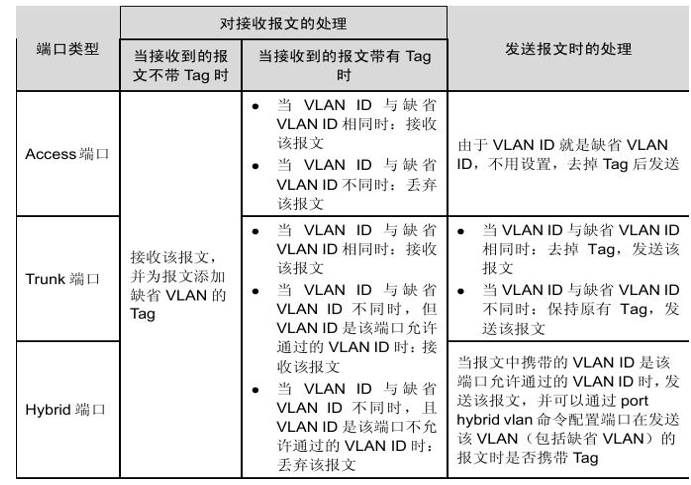 端口类型
对接收报文的处理
发送报文时的处理
当接收到的报
文不带 Tag 时
当接收到的报文带有 Tag
时
Access 端口
接收该报文，
并为报文添加
缺省 VLAN 的
Tag
● 当 VLAN ID 与缺省
VLAN ID 相同时：接收
该报文
● 当 VLAN ID 与缺省
VLAN ID 不同时：丢弃
该报文
由于 VLAN ID 就是缺省 VLAN
ID，不用设置，去掉 Tag 后发送
Trunk 端口
● 当 VLAN ID 与缺省
VLAN ID 相同时：接收
该报文
● 当 VLAN ID 与缺省
VLAN ID 不同时，但
VLAN ID 是该端口允许
通过的 VLAN ID 时：接
收该报文
● 当 VLAN ID 与缺省
VLAN ID 不同时，且
VLAN ID 是该端口不允
许通过的 VLAN ID 时：
丢弃该报文
● 当 VLAN ID 与缺省 VLAN ID
相同时：去掉 Tag，发送该
报文
● 当 VLAN ID 与缺省 VLAN ID
不同时：保持原有 Tag，发
送该报文
Hybrid 端口
当报文中携带的 VLAN ID 是该
端口允许通过的 VLAN ID 时，发
送该报文，并可以通过 port
hybrid vlan 命令配置端口在发送
该 VLAN（包括缺省 VLAN）的
报文时是否携带 Tag